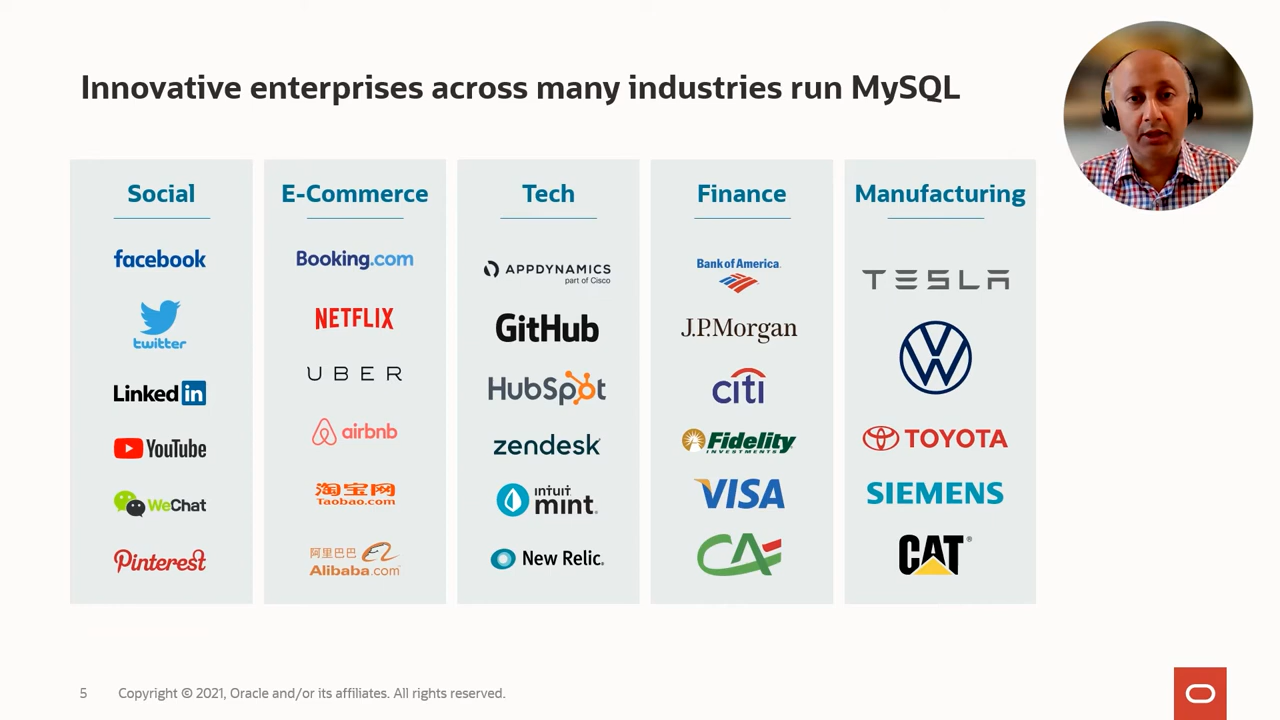 Innovative enterprises across many industries run MySQL
Social
facebook
twitter
Linked in
YouTube
WeChat
Pinterest
E-Commerce
Booking.com
NETFLIX
UBER
airbnb
淘宝网
Taobao.com
阿里巴巴
Alibaba.com
Tech
APPDYNAMICS
part of Cisco
GitHub
HubSpot
zendesk
intuit
mint.
New Relic.
Finance
Bank of America
J.P.Morgan
citi
Fidelity
INVESTMENTS
VISA
CA
Manufacturing
TESLA
VW
TOYOTA
SIEMENS
CAT®
5 Copyright © 2021, Oracle and/or its affiliates. All rights reserved.